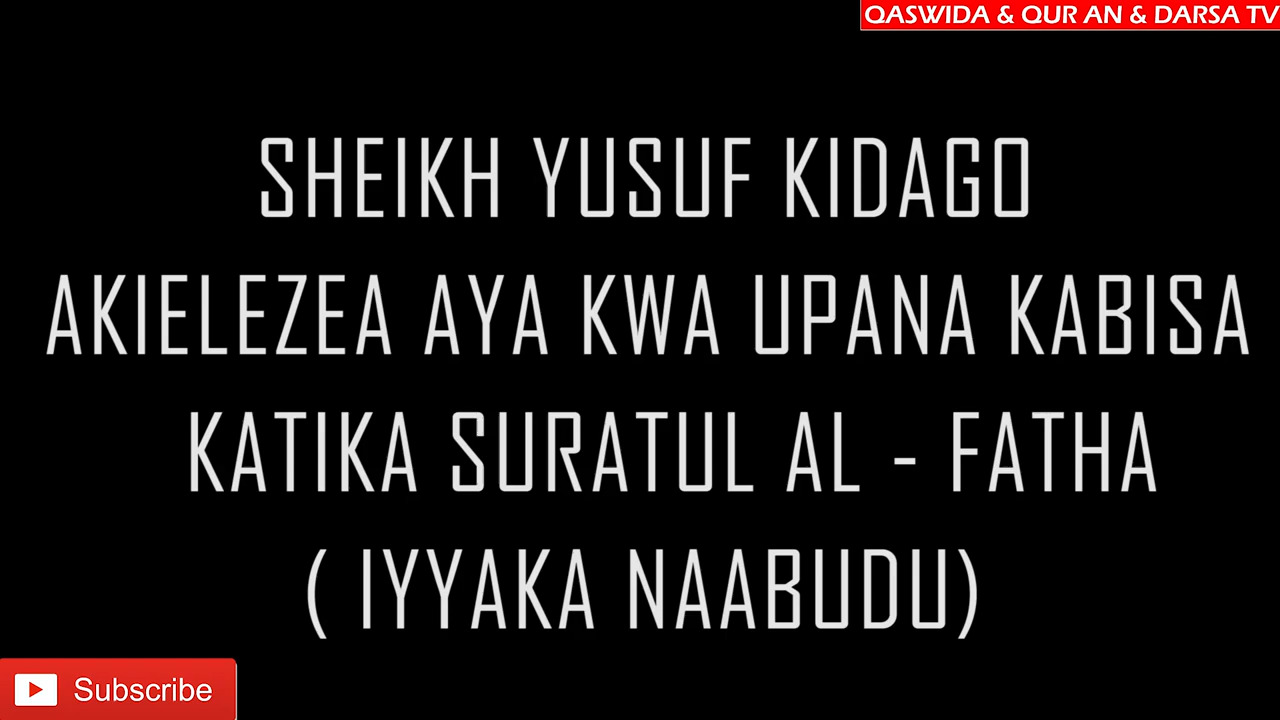 QASWIDA & QUR AN & DARSA TV
SHEIKH YUSUF KIDAGO
AKIELEZEA AYA KWA UPANA KABISA
KATIKA SURATUL AL - FATHA
( IYYAKA NAABUDU)
Subscribe